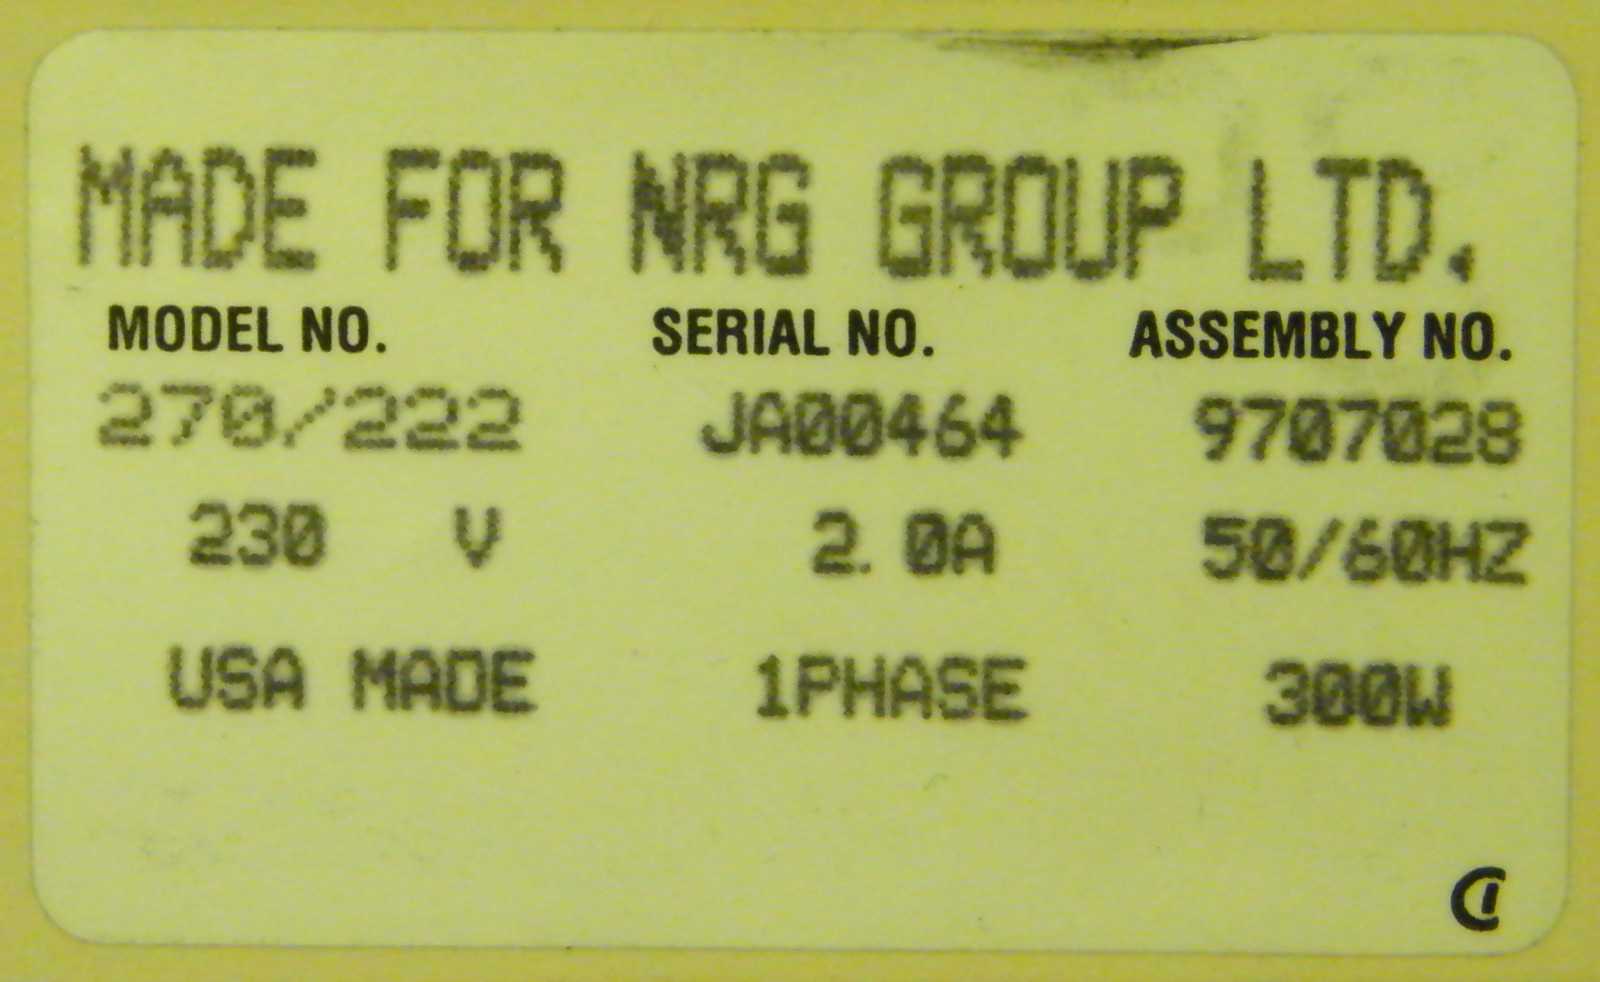 MADE FOR NRG GROUP LTD.
MODEL NO. SERIAL NO. ASSEMBLY NO.
270/222 JA00464 9707028
230 V 2.0A 50/60HZ
USA MADE 1PHASE 300W